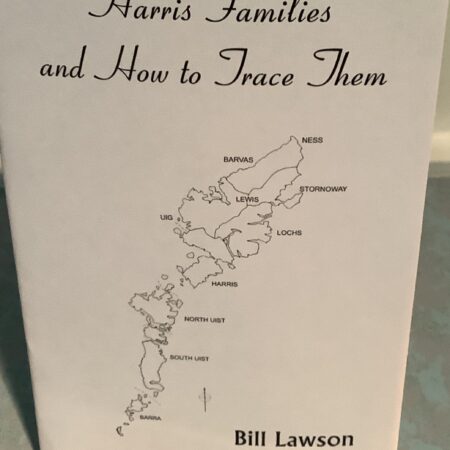 Harris Families
and How to Trace Them
NESS
BARVAS
STORNOWAY
LEWIS
UIG
LOCHS
HARRIS
NORTH UIST
SOUTH UIST
BARRA
Bill Lawson